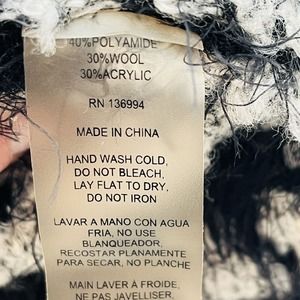 40%POLYAMIDE
30%WOOL
30%ACRYLIC
RN 136994
MADE IN CHINA
HAND WASH COLD,
DO NOT BLEACH,
LAY FLAT TO DRY,
DO NOT IRON
LAVAR A MANO CON AGUA
FRIA, NO USE
BLANQUEADOR,
RECOSTAR PLANAMENTE
PARA SECAR, NO PLANCHE
MAIN LAVER À FROIDE,
NE PAS JAVELLISER,